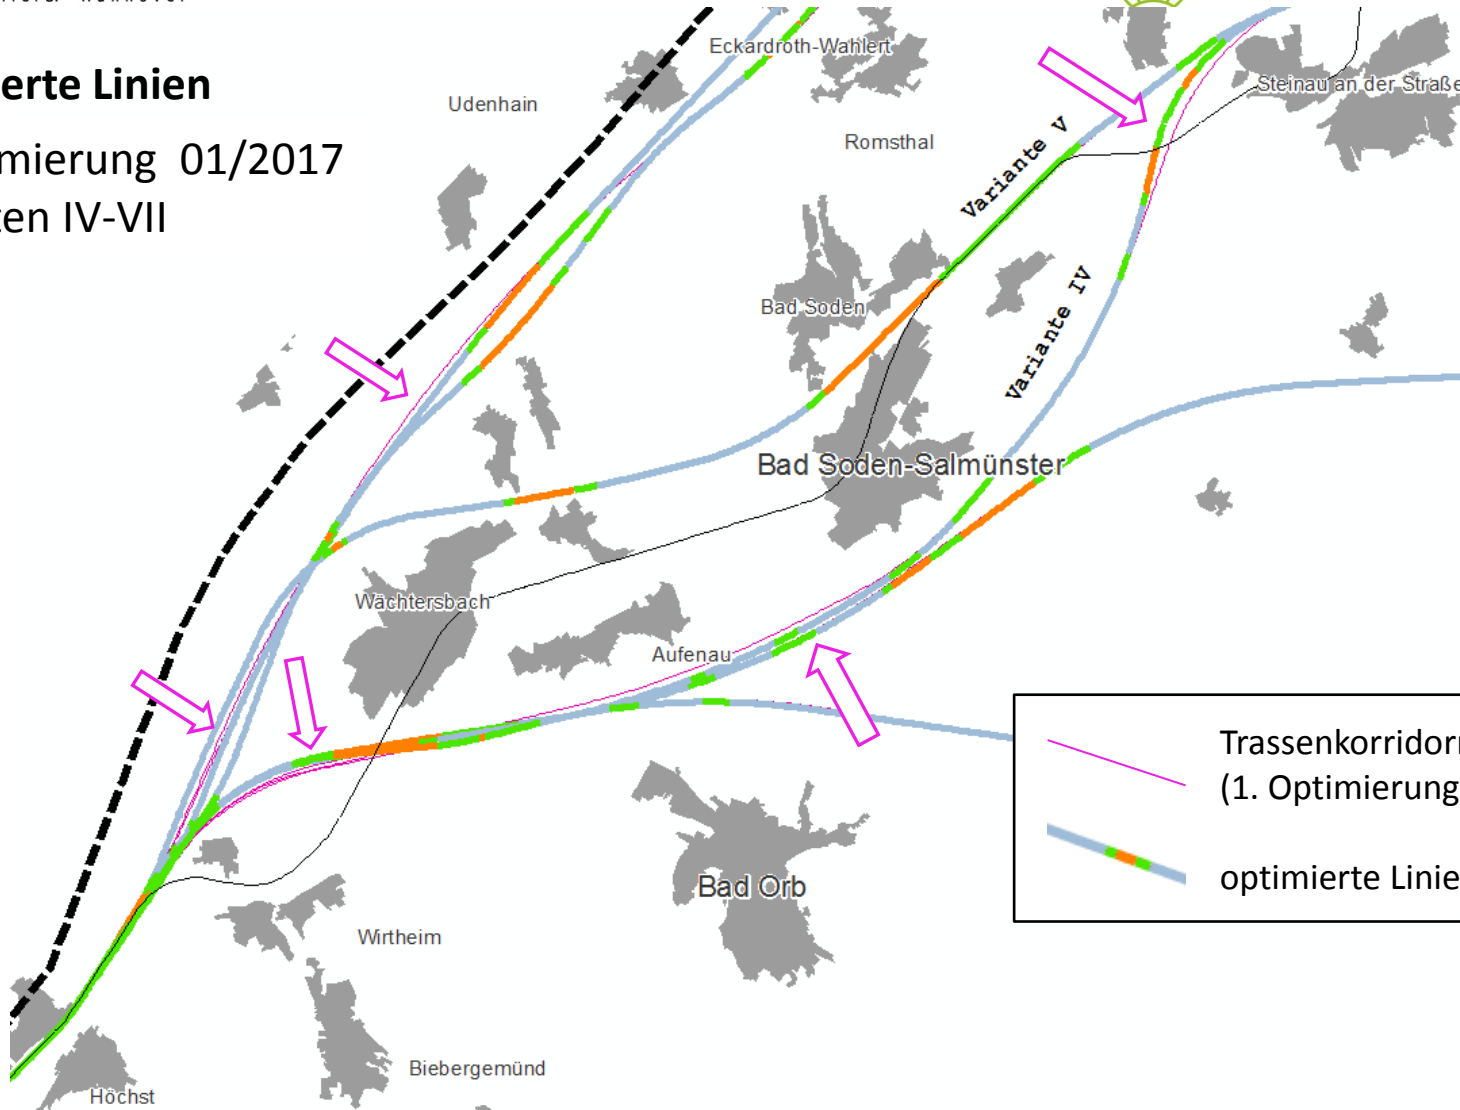 erte Linien
mierung 01/2017
ten IV-VII
Eckardroth-Wahlert
Udenhain
Steinau an der Straße
Romsthal
Variante V
Bad Soden
Variante IV
Bad Soden-Salmünster
Wächtersbach
Aufenau
Trassenkorridor
(1. Optimierung
optimierte Linie
Bad Orb
Wirtheim
Biebergemünd
Höchst